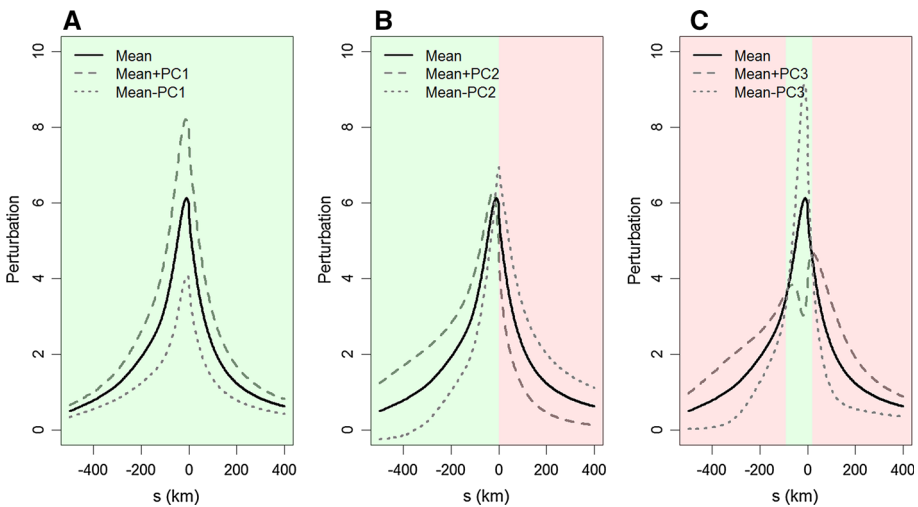 A
Mean
Mean+PC1
Mean-PC1
Perturbation
10
8
6
4
2
0
-400 -200 0 200 400
s (km)
B
Mean
Mean+PC2
Mean-PC2
Perturbation
10
8
6
4
2
0
-400 -200 0 200 400
s (km)
C
Mean
Mean+PC3
Mean-PC3
Perturbation
10
8
6
4
2
0
-400 -200 0 200 400
s (km)